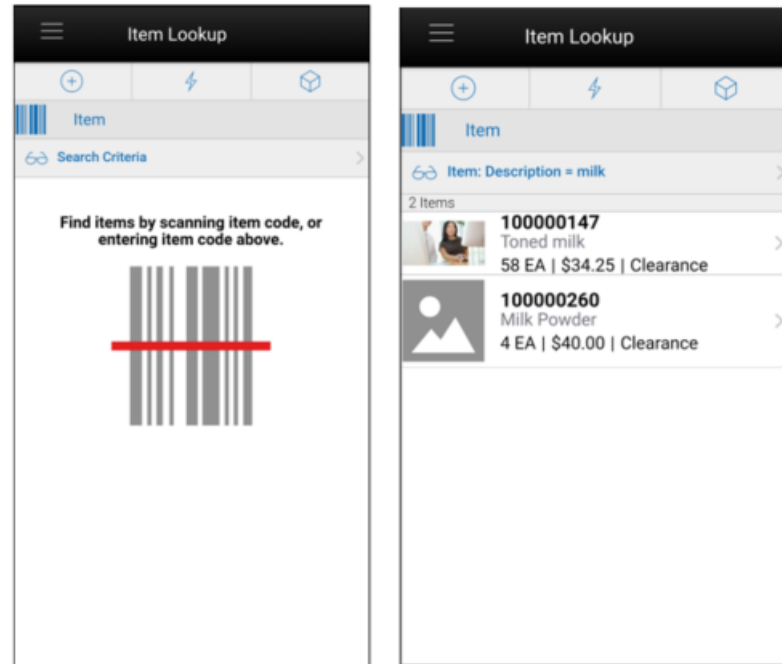 Item Lookup
Item
Search Criteria
Find items by scanning item code, or
entering item code above.
Item Lookup
Item
Item: Description = milk
2 Items
100000147
Toned milk
58 EA | $34.25 | Clearance
100000260
Milk Powder
4 EA | $40.00 | Clearance